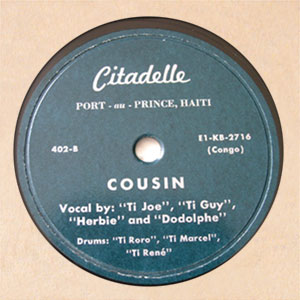 Citadelle
PORT - au - PRINCE, HAITI
402-B
E1-KB-2716
(Congo)
COUSIN
Vocal by: "Ti Joe", "Ti Guy",
"Herbie" and "Dodolphe"
Drums: "Ti Roro", "Ti Marcel",
"Ti René"